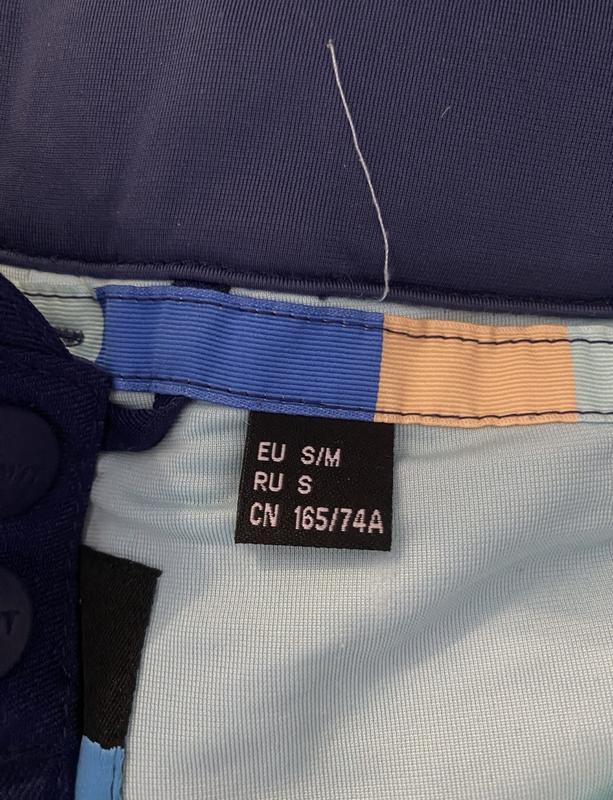 EU S/M
RU S
CN 165/74A